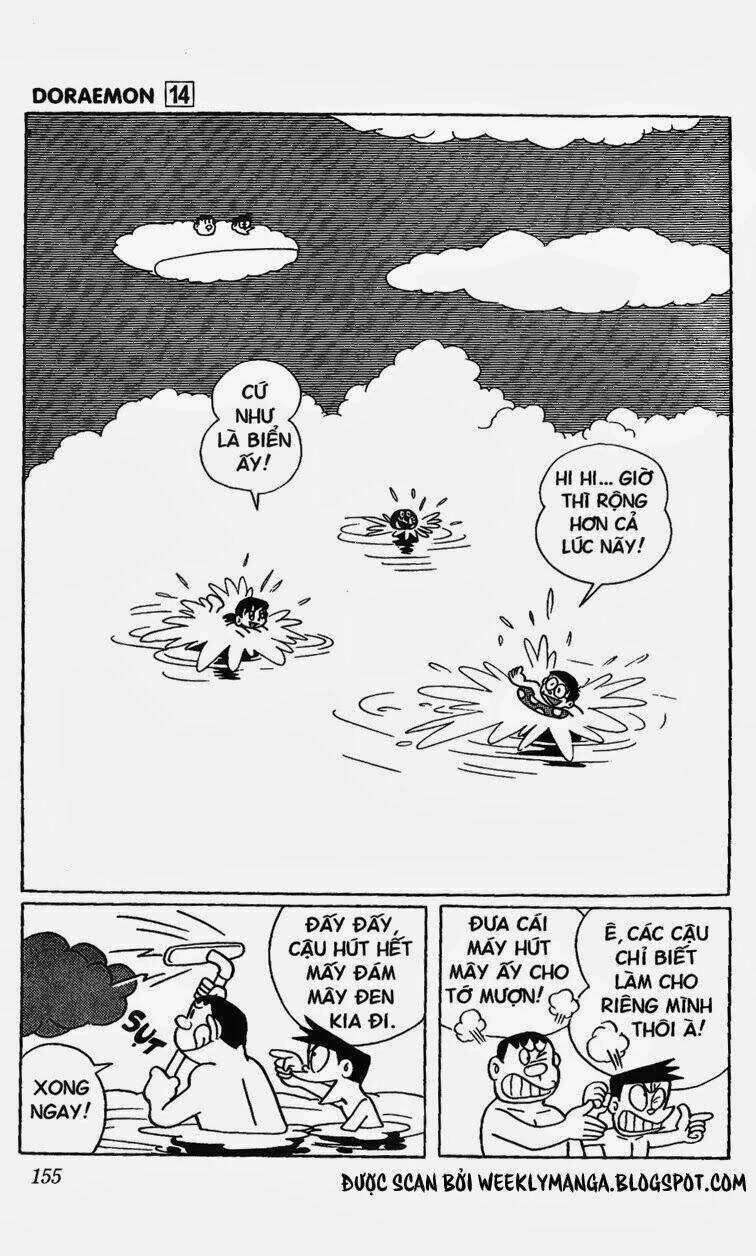 DORAEMON 14
CỨ
NHƯ
LÀ BIỂN
ẤY!
HI HI... GIỜ
THÌ RỘNG
HƠN CẢ
LÚC NÃY!
ĐẤY ĐẤY,
CẬU HÚT HẾT
MẤY ĐÁM
MÂY ĐEN
KIA ĐI.
SỤT
XONG
NGAY!
ĐƯA CÁI
MÁY HÚT
MÂY ẤY CHO
TỚ MƯỢN!
Ê, CÁC CẬU
CHỈ BIẾT
LÀM CHO
RIÊNG MÌNH
THÔI À!
155
ĐƯỢC SCAN BỞI WEEKLYMANGA.BLOGSPOT.COM